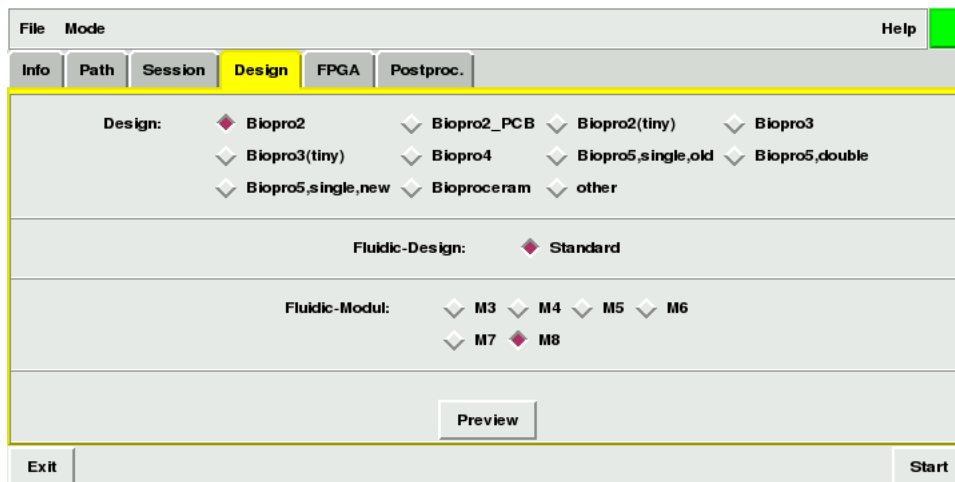 File Mode Help
Info Path Session Design FPGA Postproc.
Design: Biopro2 Biopro2_PCB Biopro2(tiny) Biopro3
Biopro3(tiny) Biopro4 Biopro5,single,old Biopro5,double
Biopro5,single,new Bioproceram other
Fluidic-Design: Standard
Fluidic-Modul: M3 M4 M5 M6
M7 M8
Preview
Exit Start